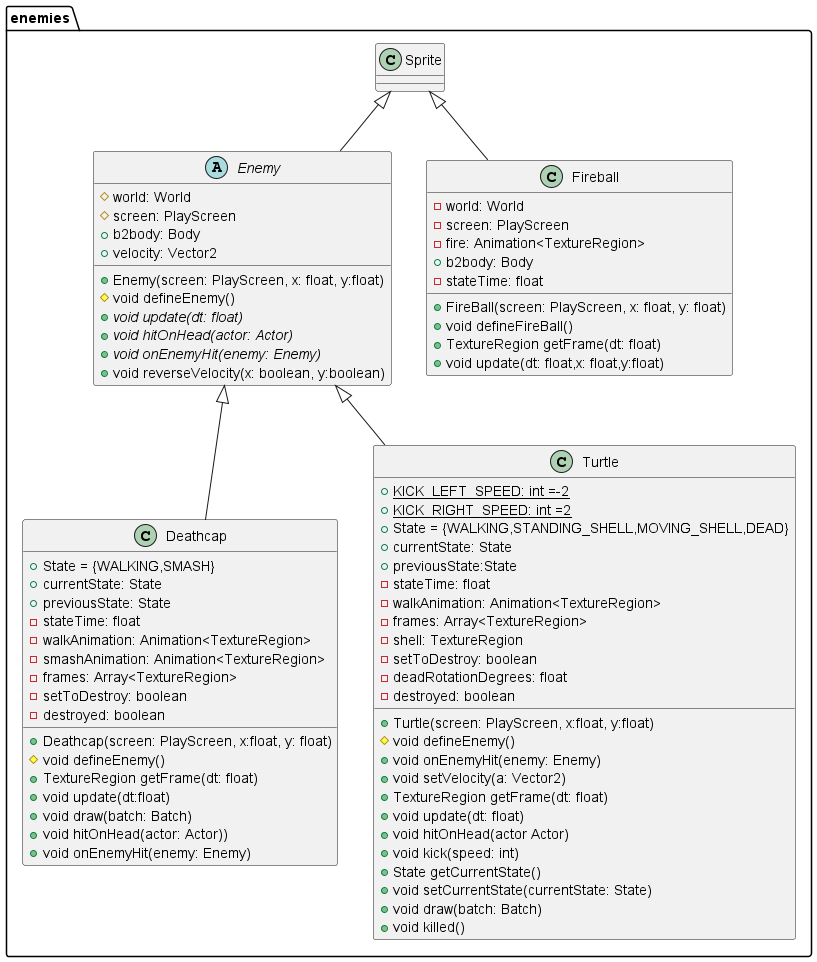 enemies
C Sprite
A Enemy
world: World
screen: PlayScreen
b2body: Body
velocity: Vector2
Enemy(screen: PlayScreen, x: float, y:float)
void defineEnemy()
void update(dt: float)
void hitOnHead(actor: Actor)
void onEnemyHit(enemy: Enemy)
void reverseVelocity(x: boolean, y:boolean)
C Fireball
world: World
screen: PlayScreen
fire: Animation<TextureRegion>
b2body: Body
stateTime: float
FireBall(screen: PlayScreen, x: float, y: float)
void defineFireBall()
TextureRegion getFrame(dt: float)
void update(dt: float,x: float,y:float)
C Deathcap
State = {WALKING,SMASH}
currentState: State
previousState: State
stateTime: float
walkAnimation: Animation<TextureRegion>
smashAnimation: Animation<TextureRegion>
frames: Array<TextureRegion>
setToDestroy: boolean
destroyed: boolean
Deathcap(screen: PlayScreen, x:float, y: float)
void defineEnemy()
TextureRegion getFrame(dt: float)
void update(dt:float)
void draw(batch: Batch)
void hitOnHead(actor: Actor))
void onEnemyHit(enemy: Enemy)
C Turtle
KICK_LEFT_SPEED: int =-2
KICK_RIGHT_SPEED: int =2
State = {WALKING,STANDING_SHELL,MOVING_SHELL,DEAD}
currentState: State
previousState:State
stateTime: float
walkAnimation: Animation<TextureRegion>
frames: Array<TextureRegion>
shell: TextureRegion
setToDestroy: boolean
deadRotationDegrees: float
destroyed: boolean
Turtle(screen: PlayScreen, x:float, y:float)
void defineEnemy()
void onEnemyHit(enemy: Enemy)
void setVelocity(a: Vector2)
TextureRegion getFrame(dt: float)
void update(dt: float)
void hitOnHead(actor Actor)
void kick(speed: int)
State getCurrentState()
void setCurrentState(currentState: State)
void draw(batch: Batch)
void killed()